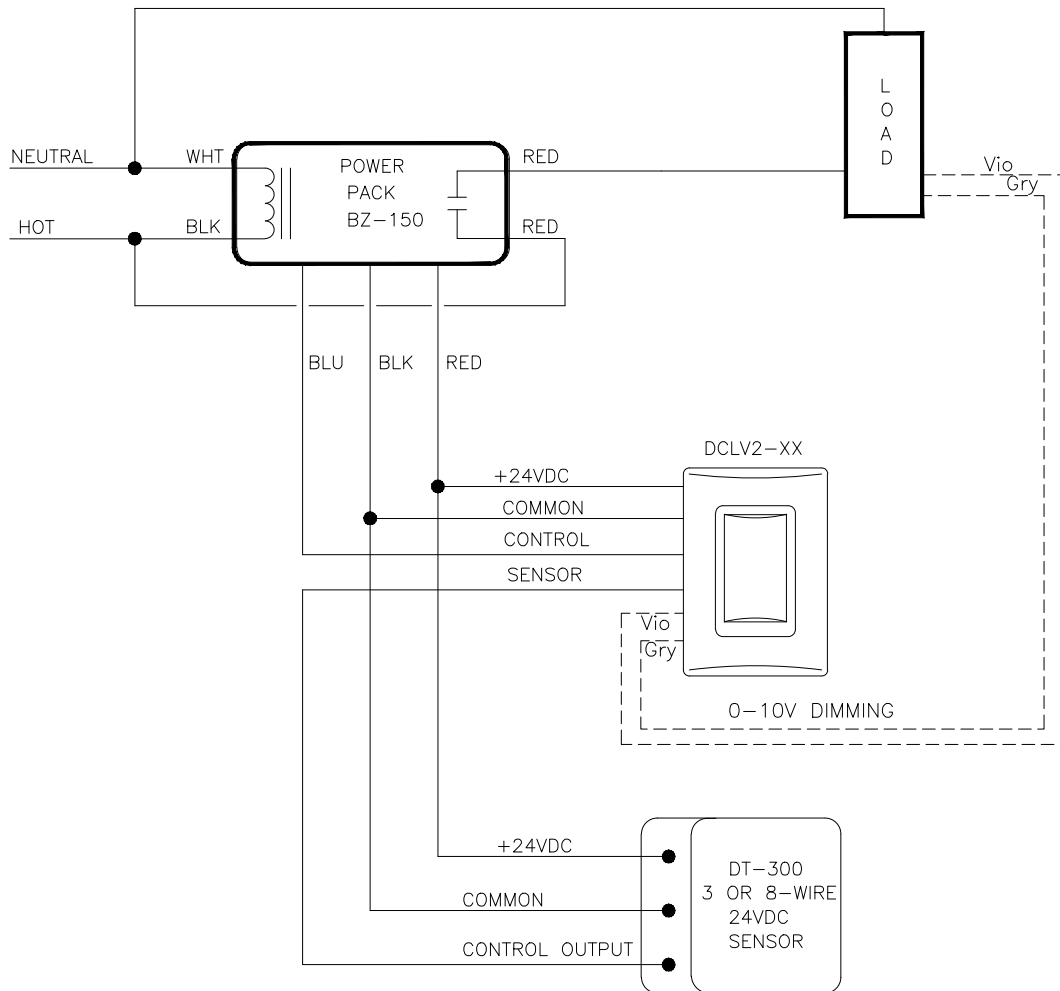 L
O
A
D
NEUTRAL
WHT
POWER
PACK
BZ-150
RED
Vio
Gry
HOT
BLK
RED
BLU
BLK
RED
DCLV2-XX
+24VDC
COMMON
CONTROL
SENSOR
Vio
Gry
0-10V DIMMING
+24VDC
COMMON
CONTROL OUTPUT
DT-300
3 OR 8-WIRE
24VDC
SENSOR